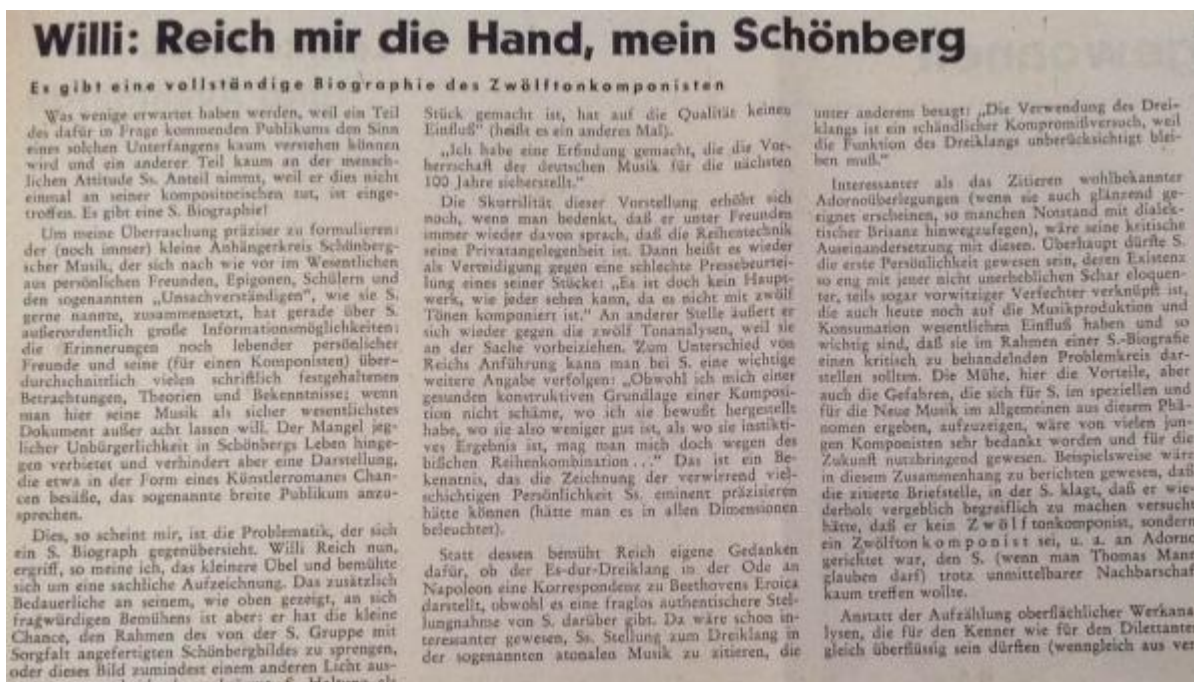 Willi: Reich mir die Hand, mein Schönberg
Es gibt eine vollständige Biographie des Zwölftonkomponisten
Was wenige erwartet haben werden, weil ein Teil
des dafür in Frage kommenden Publikums den Sinn
eines solchen Unterfangens kaum verstehen können
wird und ein anderer Teil kaum an der mensch-
lichen Attitude Ss. Anteil nimmt, weil er dies nicht
einmal an seiner kompositorischen tut, ist einge-
troffen. Es gibt eine S. Biographie!
Um meine Überraschung präziser zu formulieren:
der (noch immer) kleine Anhängerkreis Schönberg-
scher Musik, der sich nach wie vor im Wesentlichen
aus persönlichen Freunden, Epigonen, Schülern und
den sogenannten „Unsachverständigen", wie sie S.
gerne nannte, zusammensetzt, hat gerade über S.
außerordentlich große Informationsmöglichkeiten:
die Erinnerungen noch lebender persönlicher
Freunde und seine (für einen Komponisten) über-
durchschnittlich vielen schriftlich festgehaltenen
Betrachtungen, Theorien und Bekenntnisse; wenn
man hier seine Musik als sicher wesentlichstes
Dokument außer acht lassen will. Der Mangel jeg-
licher Unbürgerlichkeit in Schönbergs Leben hinge-
gen verbietet und verhindert aber eine Darstellung,
die etwa in der Form eines Künstlerromanes Chan-
cen besäße, das sogenannte breite Publikum anzu-
sprechen.
Dies, so scheint mir, ist die Problematik, der sich
ein S. Biograph gegenübersieht. Willi Reich nun,
ergriff, so meine ich, das kleinere Übel und bemühte
sich um eine sachliche Aufzeichnung. Das zusätzlich
Bedauerliche an seinem, wie oben gezeigt, an sich
fragwürdigen Bemühens ist aber: er hat die kleine
Chance, den Rahmen des von der S. Gruppe mit
Sorgfalt angefertigten Schönbergbildes zu sprengen,
oder dieses Bild zumindest einem anderen Licht aus-
Stück gemacht ist, hat auf die Qualität keinen
Einfluß" (heißt es ein anderes Mal).
„Ich habe eine Erfindung gemacht, die die Vor-
herrschaft der deutschen Musik für die nächsten
100 Jahre sicherstellt."
Die Skurrilität dieser Vorstellung erhöht sich
noch, wenn man bedenkt, daß er unter Freunden
immer wieder davon sprach, daß die Reihentechnik
seine Privatangelegenheit ist. Dann heißt es wieder
als Verteidigung gegen eine schlechte Pressebeurtei-
lung eines seiner Stücke: „Es ist doch kein Haupt-
werk, wie jeder sehen kann, da es nicht mit zwölf
Tönen komponiert ist." An anderer Stelle äußert er
sich wieder gegen die zwölf Tonanalysen, weil sie
an der Sache vorbeiziehen. Zum Unterschied von
Reichs Anführung kann man bei S. eine wichtige
weitere Angabe verfolgen: „Obwohl ich mich einer
gesunden konstruktiven Grundlage einer Komposi-
tion nicht schäme, wo ich sie bewußt hergestellt
habe, wo sie also weniger gut ist, als wo sie instikti-
ves Ergebnis ist, mag man mich doch wegen des
bißchen Reihenkombination . . ." Das ist ein Be-
kenntnis, das die Zeichnung der verwierend viel-
schichtigen Persönlichkeit Ss. eminent präzisieren
hätte können (hätte man es in allen Dimensionen
beleuchtet).
Statt dessen bemüht Reich eigene Gedanken
dafür, ob der Es-dur-Dreiklang in der Ode an
Napoleon eine Korrespondenz zu Beethovens Eroica
darstellt, obwohl es eine fraglos authentischere Stel-
lungnahme von S. darüber gibt. Da wäre schon in-
teressanter gewesen, Ss. Stellung zum Dreiklang in
der sogenannten atonalen Musik zu zitieren, die
unter anderem besagt: „Die Verwendung des Drei-
klangs ist ein schändlicher Kompromißversuch, weil
die Funktion des Dreiklangs unberücksichtigt blei-
ben muß."
Interessanter als das Zitieren wohlbekannter
Adornoüberlegungen (wenn sie auch glänzend ge-
eignet erscheinen, so manchen Notstand mit dialek-
tischer Brisanz hinwegzufegen), wäre seine kritische
Auseinandersetzung mit diesen. Überhaupt dürfte S.
die erste Persönlichkeit gewesen sein, deren Existenz
so eng mit jener nicht unerheblichen Schar eloquen-
ter, teils sogar vorwitziger Verfechter verknüpft ist,
die auch heute noch auf die Musikproduktion und
Konsumation wesentlichen Einfluß haben und so
wichtig sind, daß sie im Rahmen einer S.-Biografie
einen kritisch zu behandelnden Problemkreis dar-
stellen sollten. Die Mühe, hier die Vorteile, aber
auch die Gefahren, die sich für S. im speziellen und
für die Neue Musik im allgemeinen aus diesem Phä-
nomen ergeben, aufzuzeigen, wäre von vielen jun-
gen Komponisten sehr bedankt worden und für die
Zukunft nutzbringend gewesen. Beispielsweise wäre
in diesem Zusammenhang zu berichten gewesen, daß
die zitierte Briefstelle, in der S. klagt, daß er wie-
derholt vergeblich begreiflich zu machen versucht
hätte, daß er kein Zwölftonkomponist, sondern
ein Zwölftonkomponist sei, u. a. an Adorno
gerichtet war, den S. (wenn man Thomas Mann
glauben darf) trotz unmittelbarer Nachbarschaf
kaum treffen wollte.
Anstatt der Aufzählung oberflächlicher Werkana
lysen, die für den Kenner wie für den Dilettanten
gleich überflüssig sein dürften (wenngleich aus ver